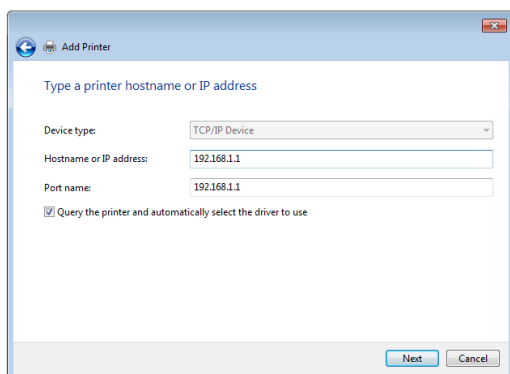 Add Printer
Type a printer hostname or IP address
Device type: TCP/IP Device
Hostname or IP address: 192.168.1.1
Port name: 192.168.1.1
Query the printer and automatically select the driver to use
Next Cancel